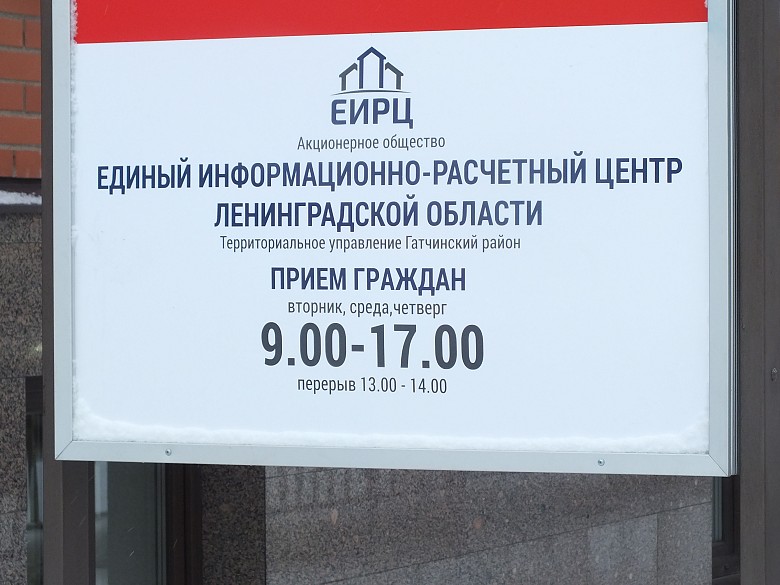 ЕИРЦ
Акционерное общество
ЕДИНЫЙ ИНФОРМАЦИОННО-РАСЧЕТНЫЙ ЦЕНТР
ЛЕНИНГРАДСКОЙ ОБЛАСТИ
Территориальное управление Гатчинский район
ПРИЕМ ГРАЖДАН
вторник, среда,четверг
9.00-17.00
перерыв 13.00 - 14.00